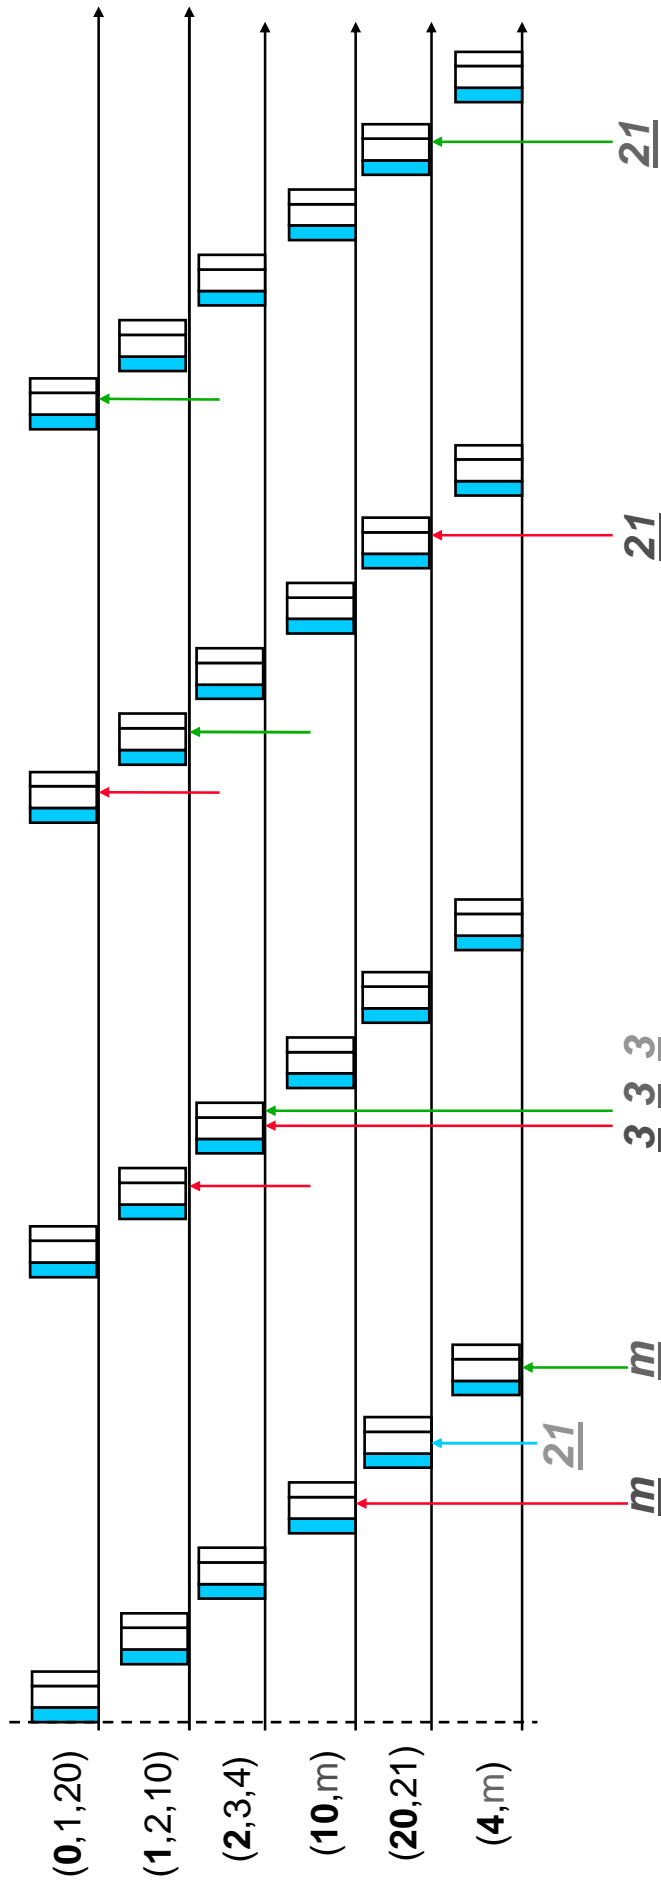 (0,1,20)
(1,2,10)
(2,3,4)
(10,m)
(20,21)
(4,m)
m
21
m
3
3
3
21
21